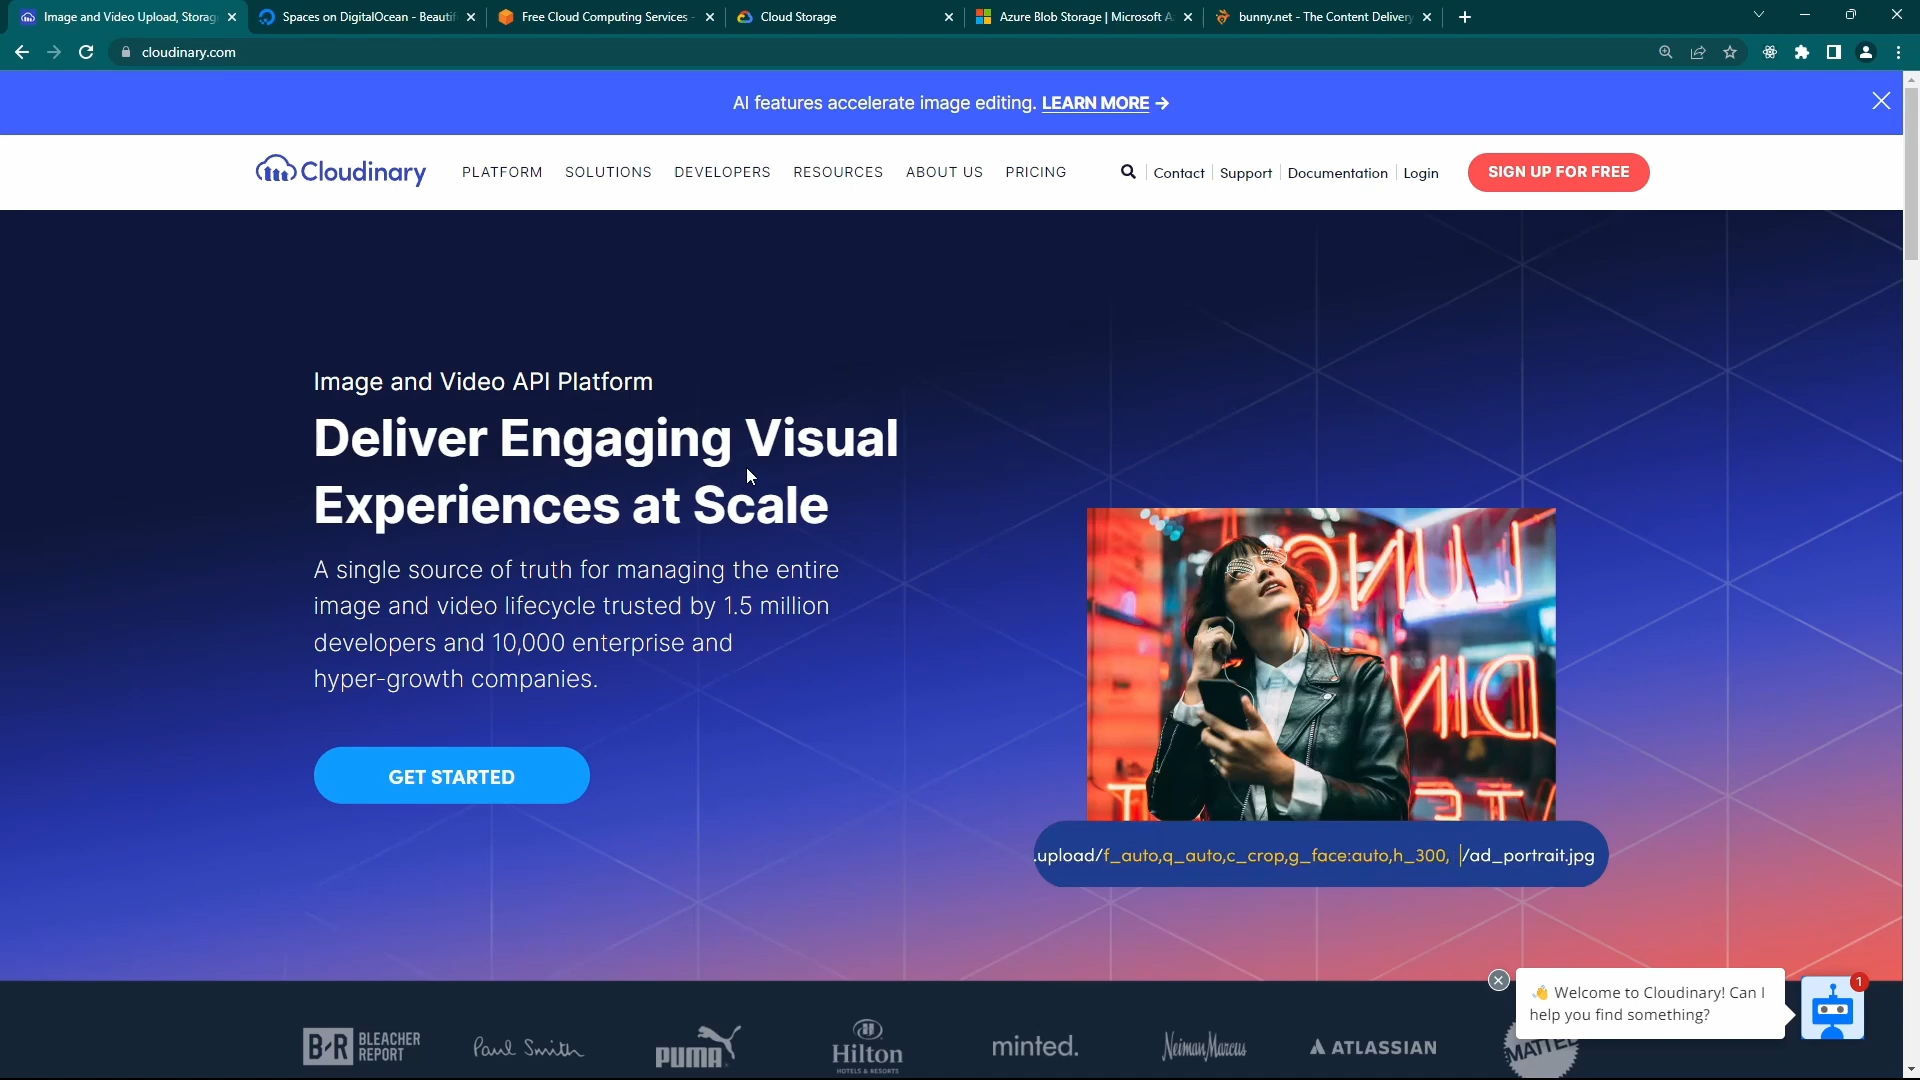 Image and Video Upload, Storag
Spaces on DigitalOcean - Beautif
Free Cloud Computing Services -
Cloud Storage
Azure Blob Storage | Microsoft A
bunny.net - The Content Delivery
cloudinary.com
AI features accelerate image editing. LEARN MORE →
Cloudinary
PLATFORM SOLUTIONS DEVELOPERS RESOURCES ABOUT US PRICING
Contact Support Documentation Login
SIGN UP FOR FREE
Image and Video API Platform
Deliver Engaging Visual
Experiences at Scale
A single source of truth for managing the entire
image and video lifecycle trusted by 1.5 million
developers and 10,000 enterprise and
hyper-growth companies.
GET STARTED
.upload/f_auto,q_auto,c_crop,g_face:auto,h_300, /ad_portrait.jpg
1
👋 Welcome to Cloudinary! Can I
help you find something?
B-R BLEACHER
REPORT
Paul Smith
PUMA
Hilton
HOTELS & RESORTS
minted.
Neiman Marcus
ATLASSIAN
MATTEL